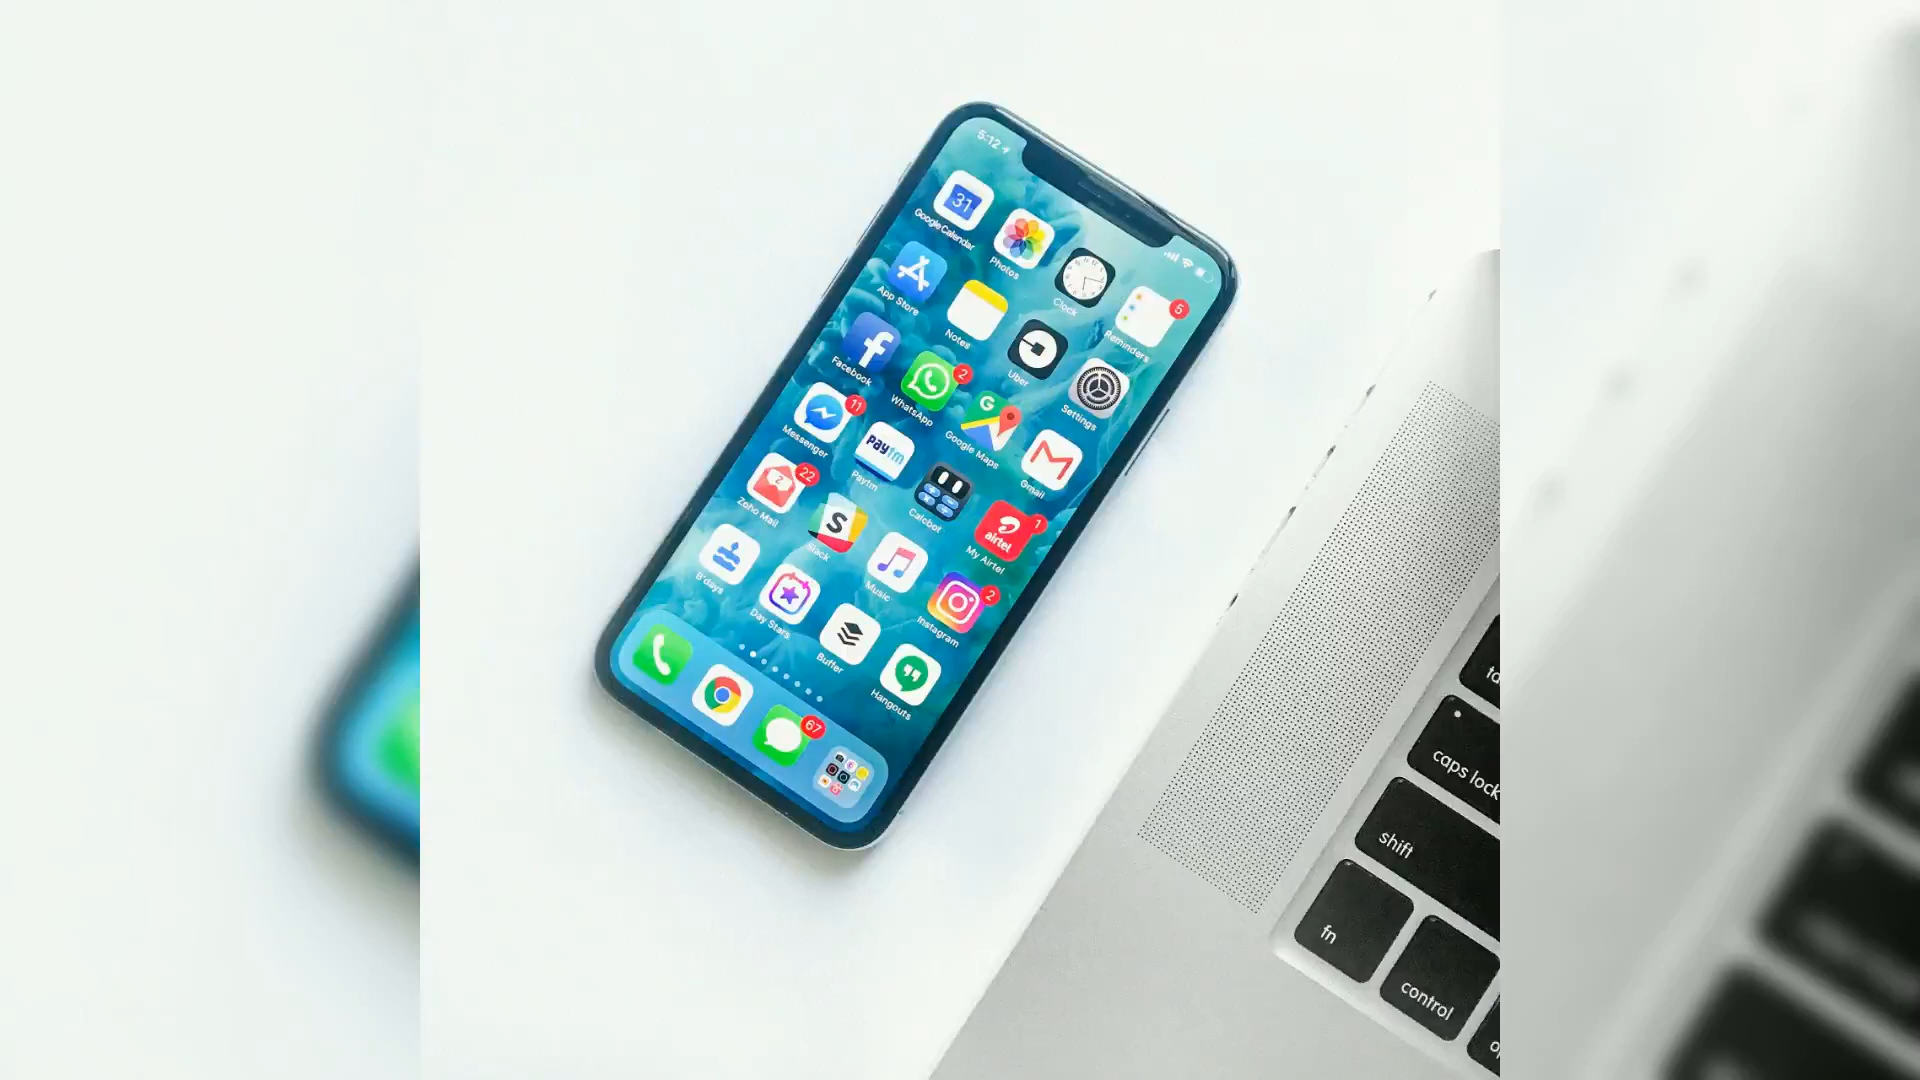 5:12
31
Google Calendar
Photos
Clock
5
Reminders
App Store
Notes
Uber
Settings
Facebook
2
WhatsApp
G
Google Maps
Gmail
11
Messenger
Paytm
Paytm
Calcbot
1
airtel
My Airtel
22
Z
Zoho Mail
S
Slack
Music
2
Instagram
B'days
Day Stars
Buffer
Hangouts
67
caps lock
shift
fn
control